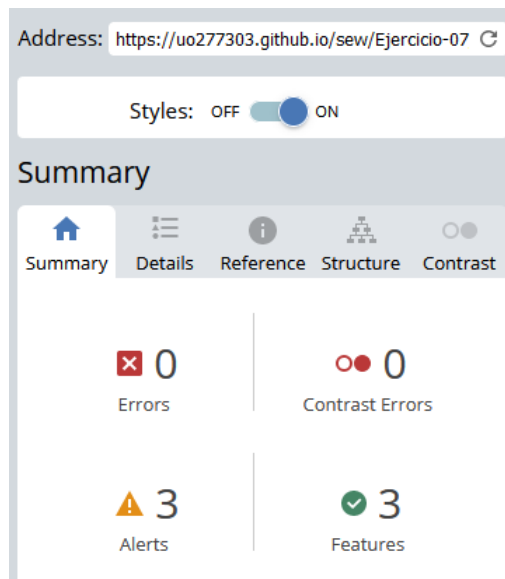 Address: https://uo277303.github.io/sew/Ejercicio-07
Styles: OFF ON
Summary
Summary Details Reference Structure Contrast
0 0
Errors Contrast Errors
3 3
Alerts Features